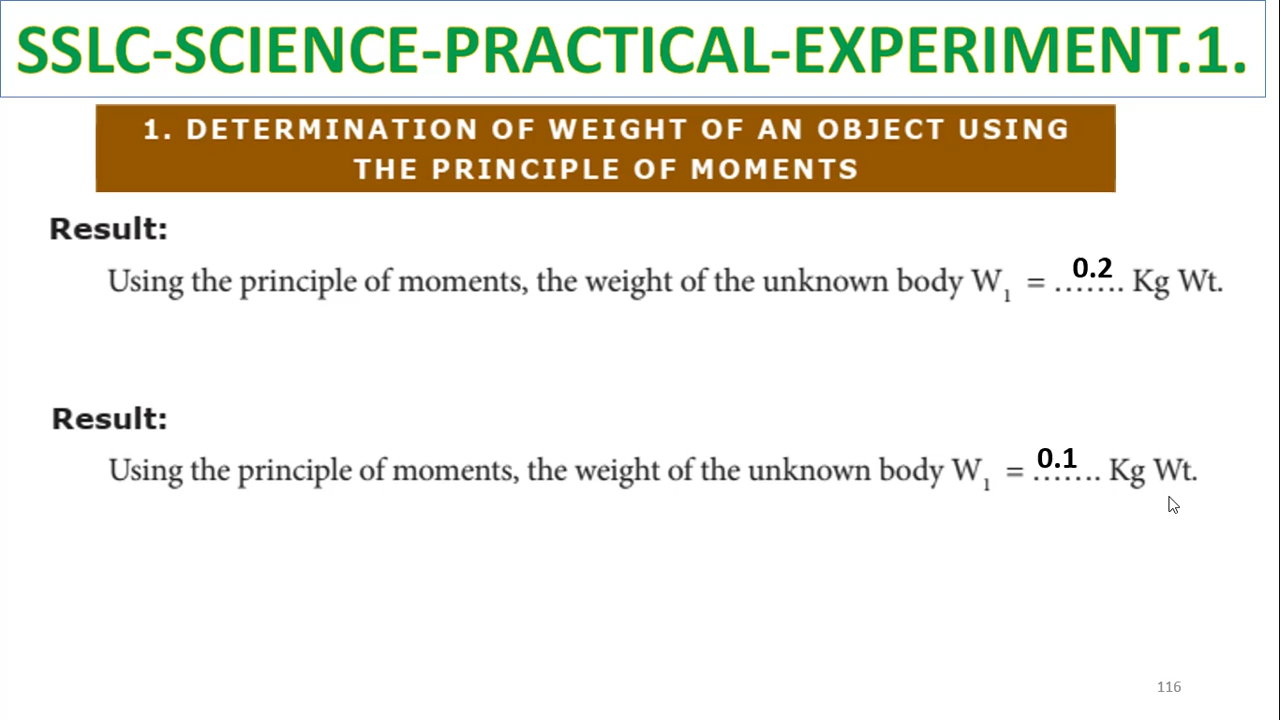 SSLC-SCIENCE-PRACTICAL-EXPERIMENT.1.
1. DETERMINATION OF WEIGHT OF AN OBJECT USING
THE PRINCIPLE OF MOMENTS
Result:
Using the principle of moments, the weight of the unknown body W₁ = ...0.2.... Kg Wt.
Result:
Using the principle of moments, the weight of the unknown body W₁ = ...0.1.... Kg Wt.
116